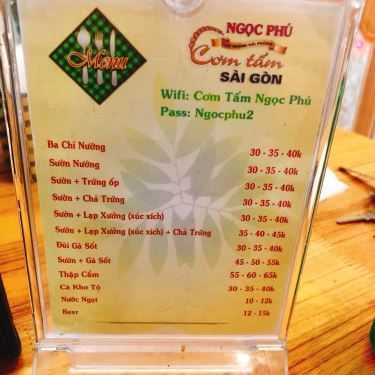 Menu
NGỌC PHÚ
Cơm tấm
SÀI GÒN
Wifi: Cơm Tấm Ngọc Phú
Pass: Ngocphu2
Ba Chỉ Nướng 30 - 35 - 40k
Sườn Nướng 30 - 35 - 40k
Sườn + Trứng ốp 30 - 35 - 40k
Sườn + Chả Trứng 30 - 35 - 40k
Sườn + Lạp Xưởng (xúc xích) 30 - 35 - 40k
Sườn + Lạp Xưởng (xúc xích) + Chả Trứng 35 - 40 - 45k
Đùi Gà Sốt 30 - 35 - 40k
Sườn + Gà Sốt 45 - 50 - 55k
Thập Cẩm 55 - 60 - 65k
Cá Kho Tộ 30 - 35 - 40k
Nước Ngọt 10 - 12k
Beer 12 - 15k